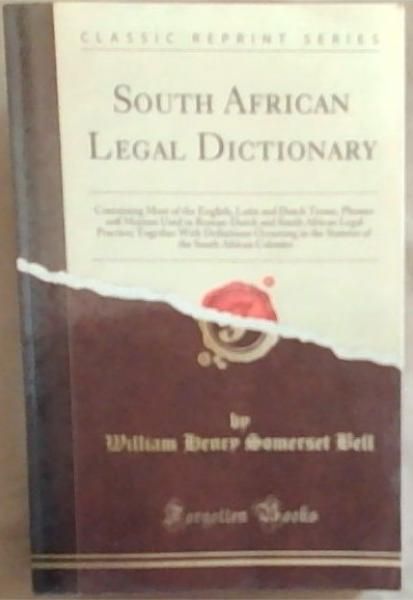 CLASSIC REPRINT SERIES
SOUTH AFRICAN
LEGAL DICTIONARY
Containing Most of the English, Latin and Dutch Terms, Phrases
and Maxims Used in Roman-Dutch and South African Legal
Practice; Together With Definitions Occurring in the Statutes of
the South African Colonies
by
William Henry Somerset Bell
Forgotten Books